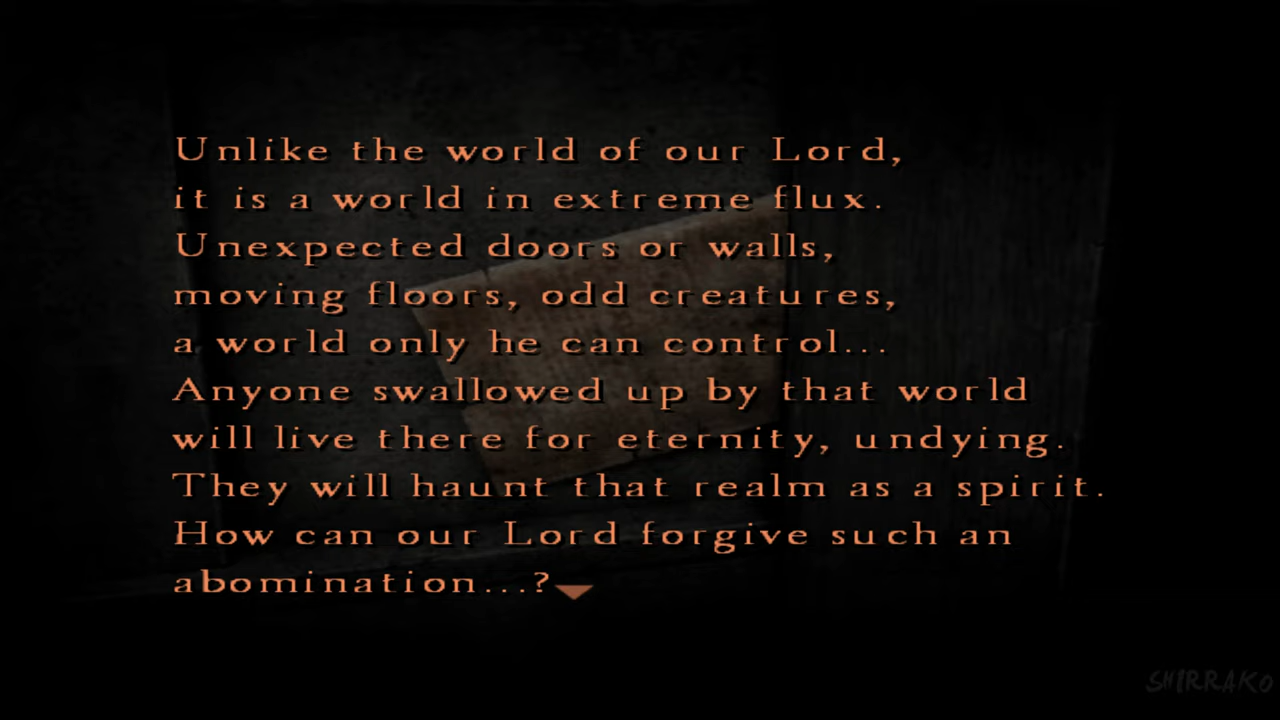 Unlike the world of our Lord,
it is a world in extreme flux.
Unexpected doors or walls,
moving floors, odd creatures,
a world only he can control...
Anyone swallowed up by that world
will live there for eternity, undying.
They will haunt that realm as a spirit.
How can our Lord forgive such an
abomination...?
SHIRRAKO